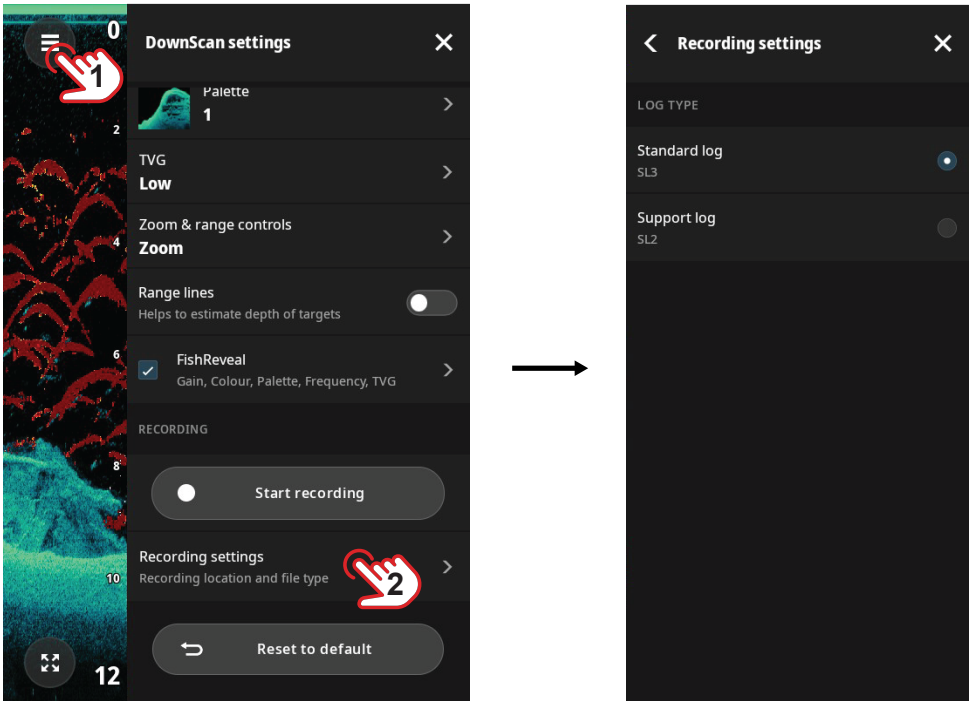 0
1
2
4
6
8
10
12
DownScan settings
Palette
1
TVG
Low
Zoom & range controls
Zoom
Range lines
Helps to estimate depth of targets
FishReveal
Gain, Colour, Palette, Frequency, TVG
RECORDING
Start recording
Recording settings
Recording location and file type
2
Reset to default
Recording settings
LOG TYPE
Standard log
SL3
Support log
SL2